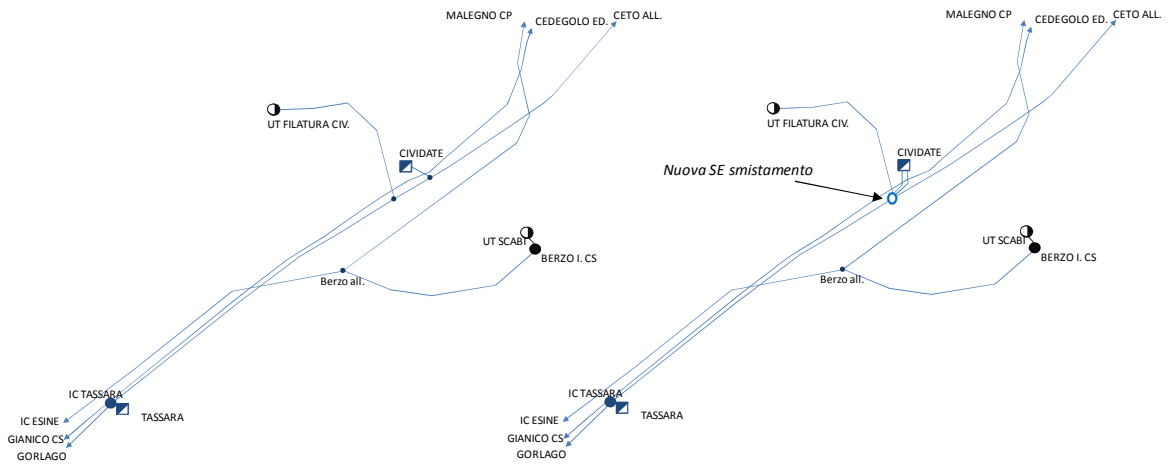 MALEGNO CP
CEDEGOLO ED.
CETO ALL.
UT FILATURA CIV.
CIVIDATE
UT SCABI
BERZO I. CS
Berzo all.
IC TASSARA
TASSARA
IC ESINE
GIANICO CS
GORLAGO
MALEGNO CP
CEDEGOLO ED.
CETO ALL.
UT FILATURA CIV.
CIVIDATE
Nuova SE smistamento
UT SCABI
BERZO I. CS
Berzo all.
IC TASSARA
TASSARA
IC ESINE
GIANICO CS
GORLAGO